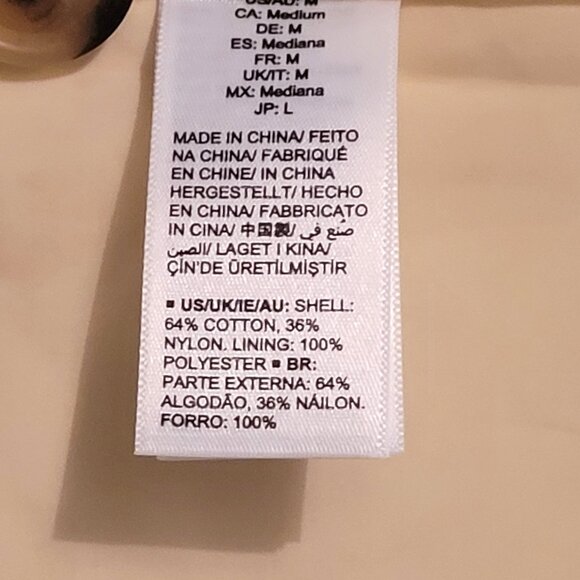 US/AU: M
CA: Medium
DE: M
ES: Mediana
FR: M
UK/IT: M
MX: Mediana
JP: L
MADE IN CHINA/ FEITO
NA CHINA/ FABRIQUÉ
EN CHINE/ IN CHINA
HERGESTELLT/ HECHO
EN CHINA/ FABBRICATO
IN CINA/ 中国製/ صنع في
الصين/ LAGET I KINA/
ÇİN'DE ÜRETİLMİŞTİR
▪ US/UK/IE/AU: SHELL:
64% COTTON, 36%
NYLON. LINING: 100%
POLYESTER ▪ BR:
PARTE EXTERNA: 64%
ALGODÃO, 36% NÁILON.
FORRO: 100%